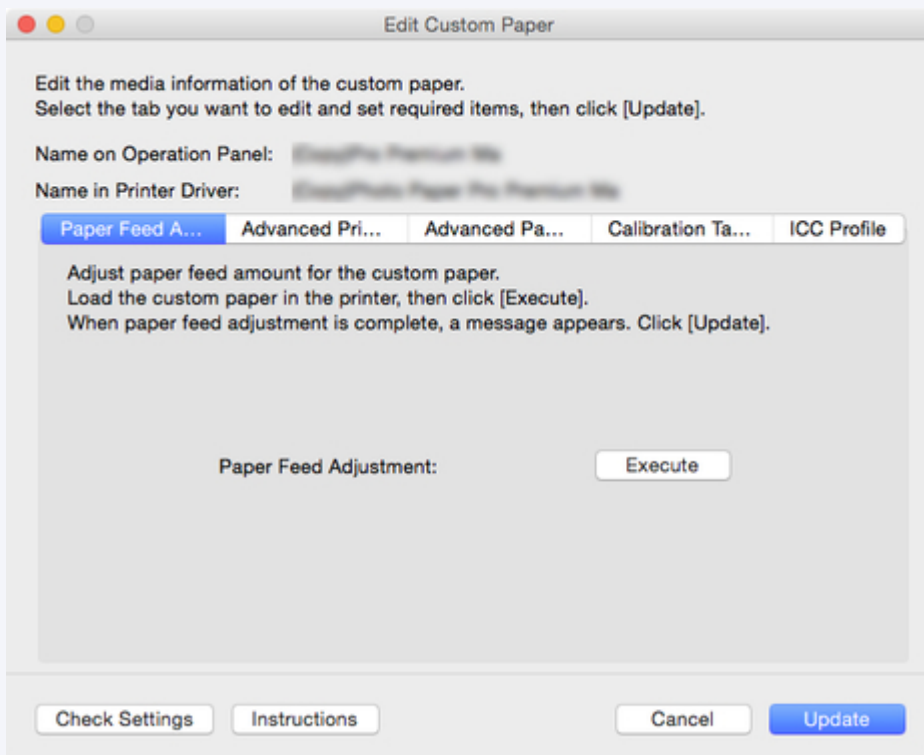 Edit Custom Paper
Edit the media information of the custom paper.
Select the tab you want to edit and set required items, then click [Update].
Name on Operation Panel:
Name in Printer Driver:
Paper Feed A... Advanced Pri... Advanced Pa... Calibration Ta... ICC Profile
Adjust paper feed amount for the custom paper.
Load the custom paper in the printer, then click [Execute].
When paper feed adjustment is complete, a message appears. Click [Update].
Paper Feed Adjustment: Execute
Check Settings Instructions Cancel Update